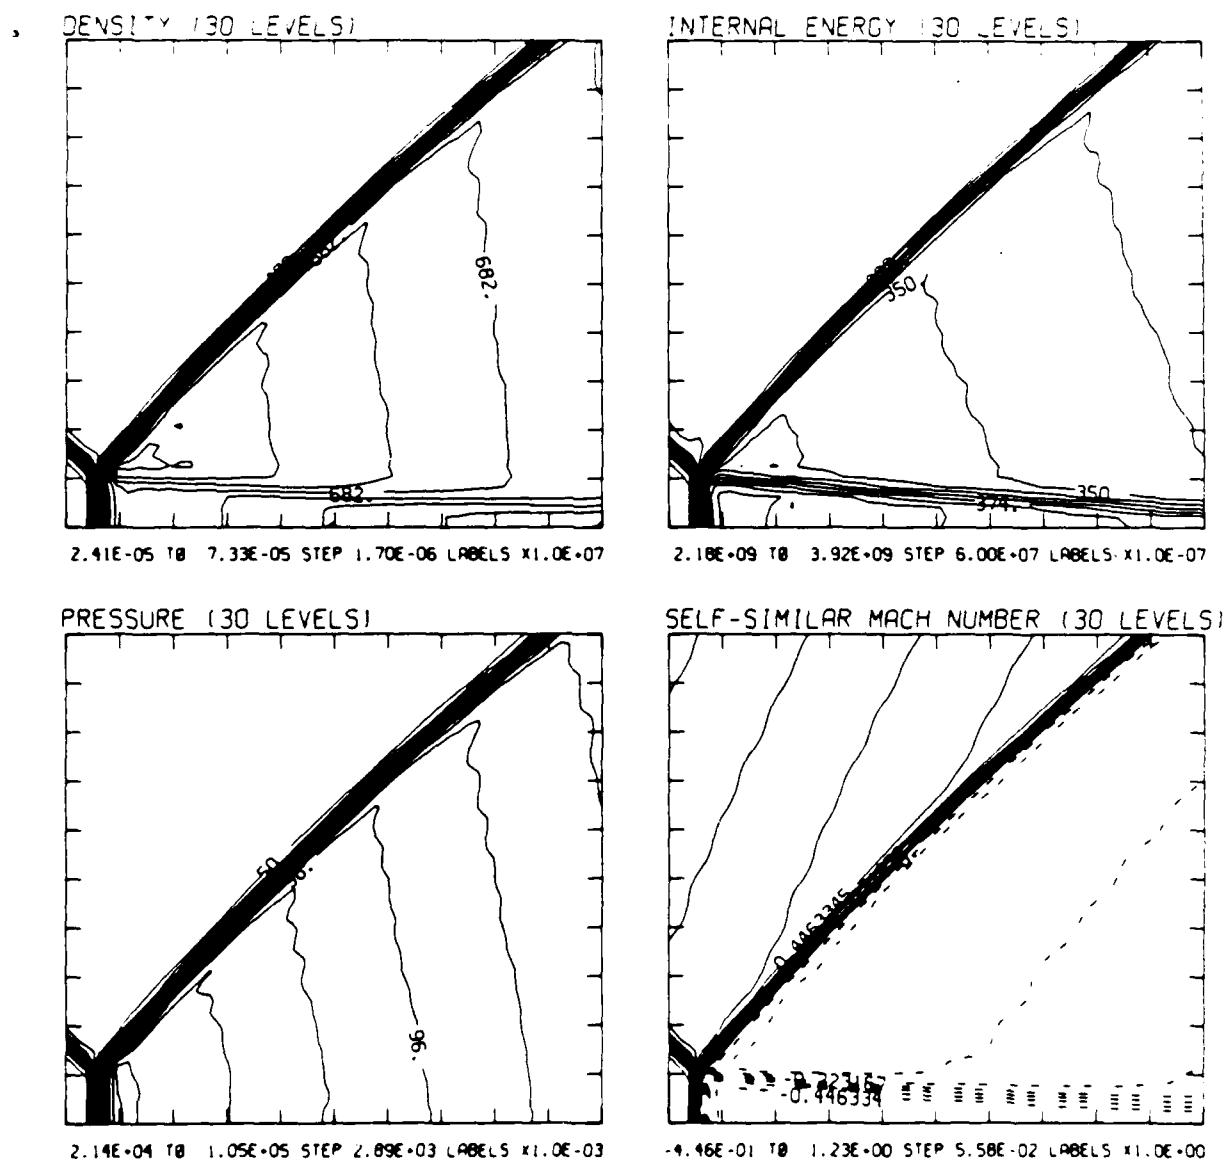 DENSITY (30 LEVELS)
INTERNAL ENERGY (30 LEVELS)
682.
350
682.
350
374.
2.41E-05 TO 7.33E-05 STEP 1.70E-06 LABELS X1.0E+07
2.18E+09 TO 3.92E+09 STEP 6.00E+07 LABELS X1.0E-07
PRESSURE (30 LEVELS)
SELF-SIMILAR MACH NUMBER (30 LEVELS)
50.
96.
-0.446334
2.14E+04 TO 1.05E+05 STEP 2.89E+03 LABELS X1.0E-03
-4.46E-01 TO 1.23E+00 STEP 5.58E-02 LABELS X1.0E+00